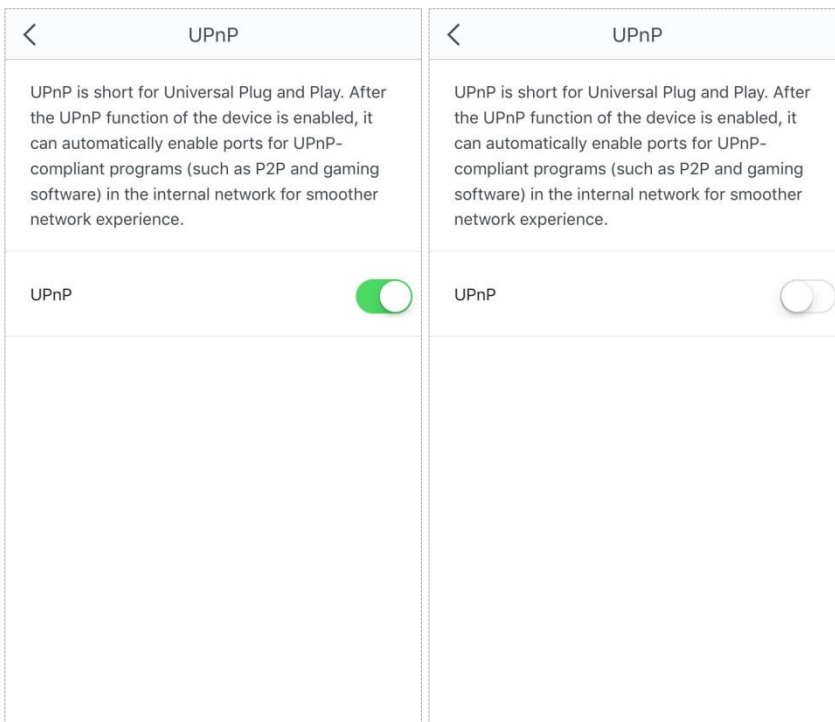 UPnP
UPnP is short for Universal Plug and Play. After
the UPnP function of the device is enabled, it
can automatically enable ports for UPnP-
compliant programs (such as P2P and gaming
software) in the internal network for smoother
network experience.
UPnP
UPnP
UPnP is short for Universal Plug and Play. After
the UPnP function of the device is enabled, it
can automatically enable ports for UPnP-
compliant programs (such as P2P and gaming
software) in the internal network for smoother
network experience.
UPnP